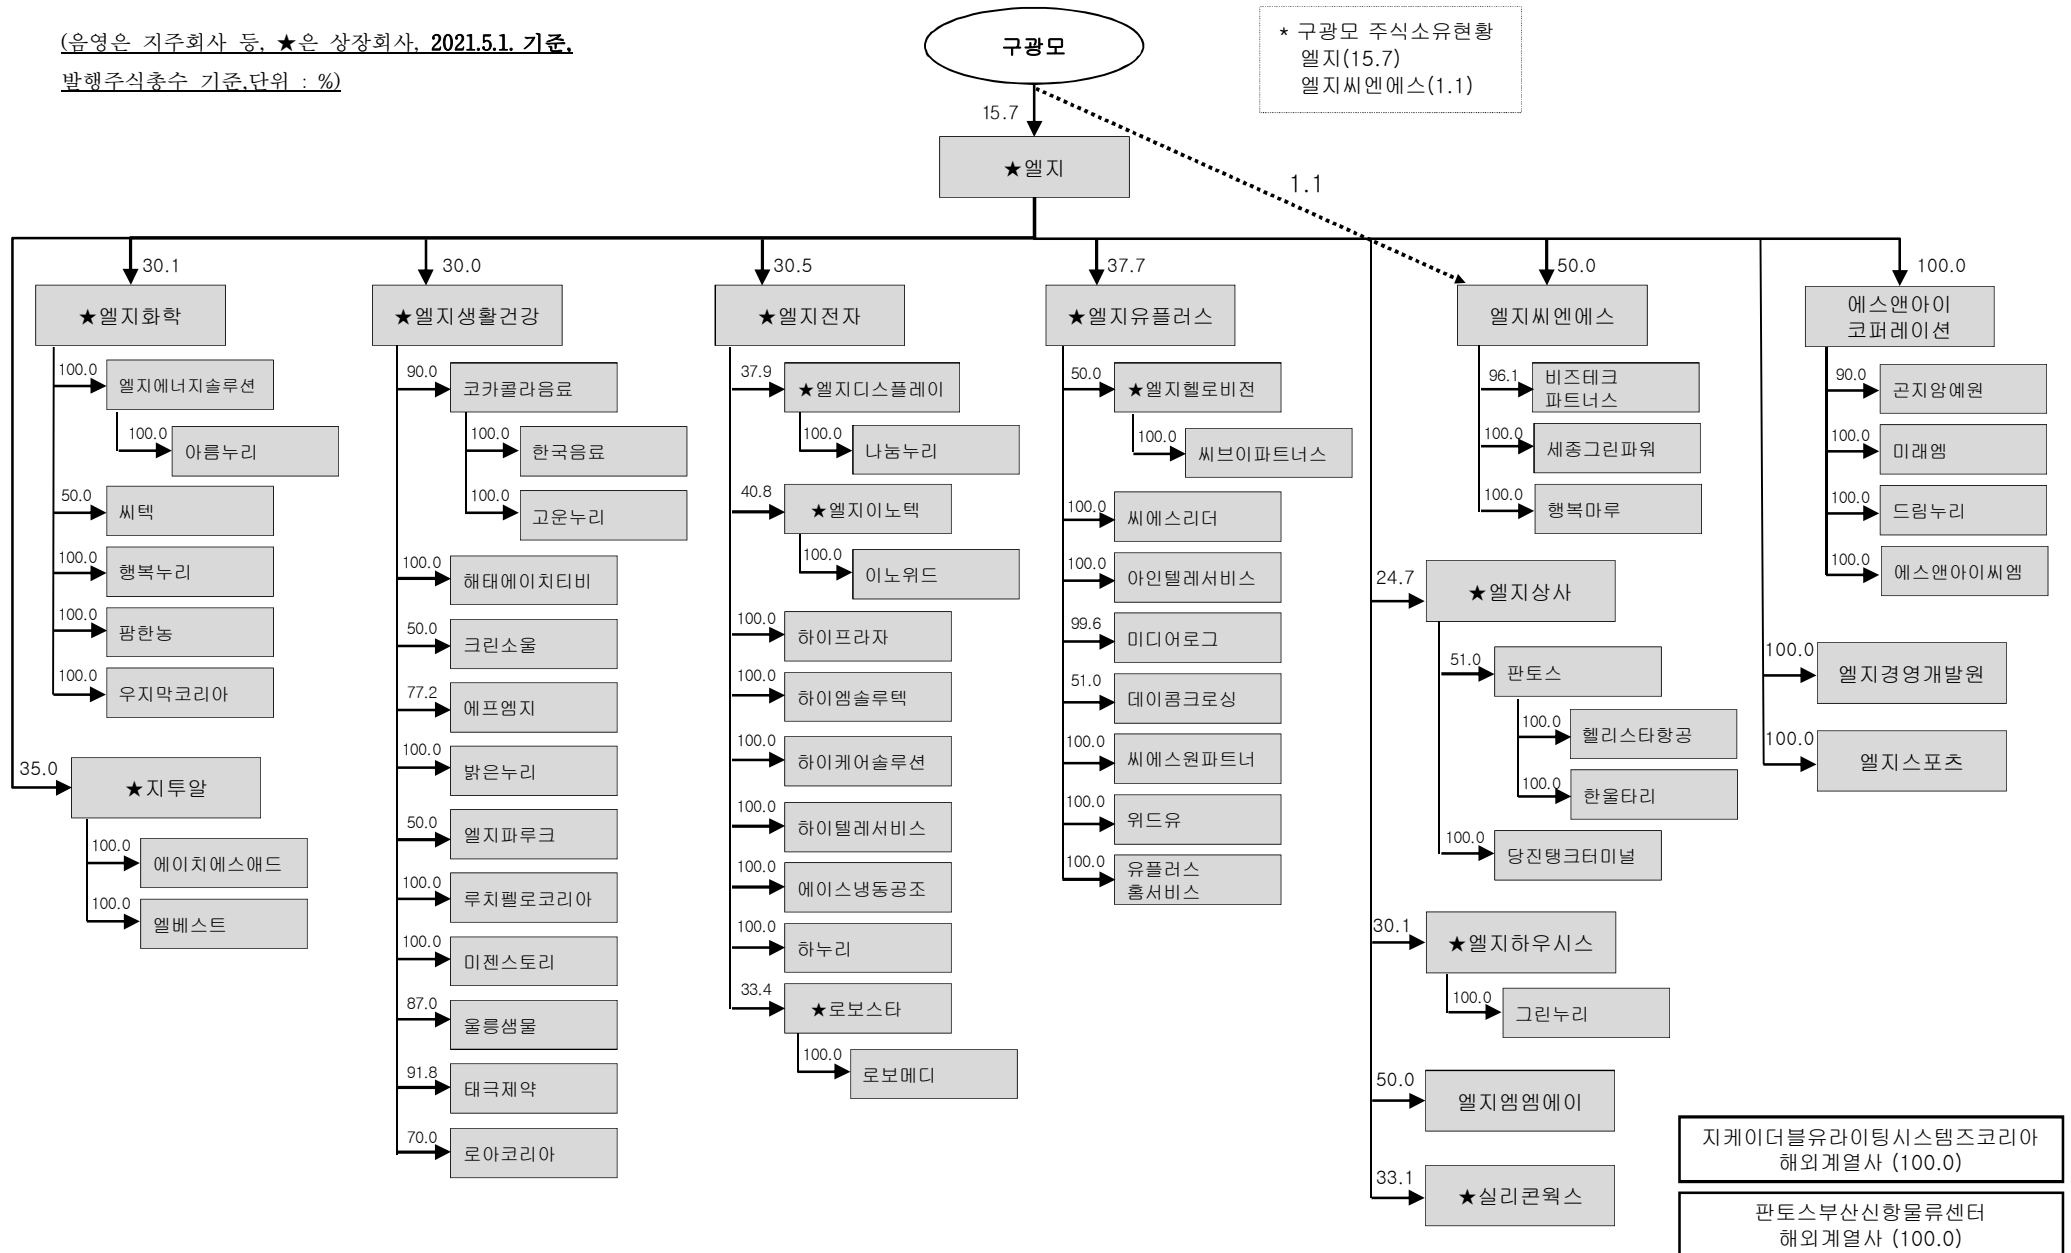 (음영은 지주회사 등, ★은 상장회사, 2021.5.1. 기준,
발행주식총수 기준,단위 : %)
구광모
* 구광모 주식소유현황
엘지(15.7)
엘지씨엔에스(1.1)
15.7
★엘지
1.1
30.1
★엘지화학
100.0
엘지에너지솔루션
100.0
아름누리
50.0
씨텍
100.0
행복누리
100.0
팜한농
100.0
우지막코리아
35.0
★지투알
100.0
에이치에스애드
100.0
엘베스트
30.0
★엘지생활건강
90.0
코카콜라음료
100.0
한국음료
100.0
고운누리
100.0
해태에이치티비
50.0
크린소울
77.2
에프엠지
100.0
밝은누리
50.0
엘지파루크
100.0
루치펠로코리아
100.0
미젠스토리
87.0
울릉샘물
91.8
태극제약
70.0
로아코리아
30.5
★엘지전자
37.9
★엘지디스플레이
100.0
나눔누리
40.8
★엘지이노텍
100.0
이노위드
100.0
하이프라자
100.0
하이엠솔루텍
100.0
하이케어솔루션
100.0
하이텔레서비스
100.0
에이스냉동공조
100.0
하누리
33.4
★로보스타
100.0
로보메디
37.7
★엘지유플러스
50.0
★엘지헬로비전
100.0
씨브이파트너스
100.0
씨에스리더
100.0
아인텔레서비스
99.6
미디어로그
51.0
데이콤크로싱
100.0
씨에스원파트너
100.0
위드유
100.0
유플러스
홈서비스
50.0
엘지씨엔에스
96.1
비즈테크
파트너스
100.0
세종그린파워
100.0
행복마루
24.7
★엘지상사
51.0
판토스
100.0
헬리스타항공
100.0
한울타리
100.0
당진탱크터미널
30.1
★엘지하우시스
100.0
그린누리
50.0
엘지엠엠에이
33.1
★실리콘웍스
100.0
에스앤아이
코퍼레이션
90.0
곤지암예원
100.0
미래엠
100.0
드림누리
100.0
에스앤아이씨엠
100.0
엘지경영개발원
100.0
엘지스포츠
지케이더블유라이팅시스템즈코리아
해외계열사 (100.0)
판토스부산신항물류센터
해외계열사 (100.0)